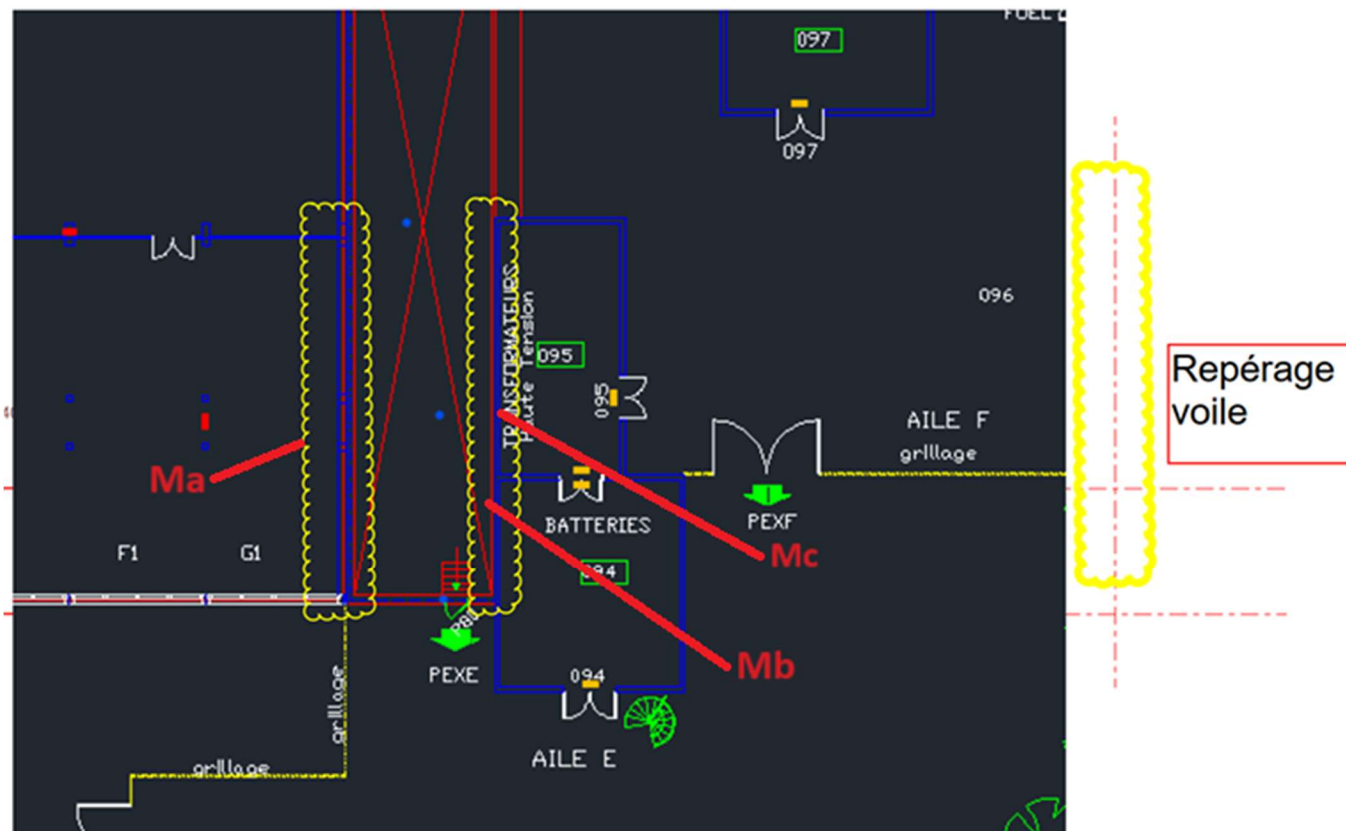 FUEL
097
097
096
TRANSFORMATEURS
Haute Tension
095
095
Repérage
voile
AILE F
grillage
Ma
BATTERIES
PEXF
F1
G1
Mc
094
PEXE
Mb
094
grillage
AILE E
grillage